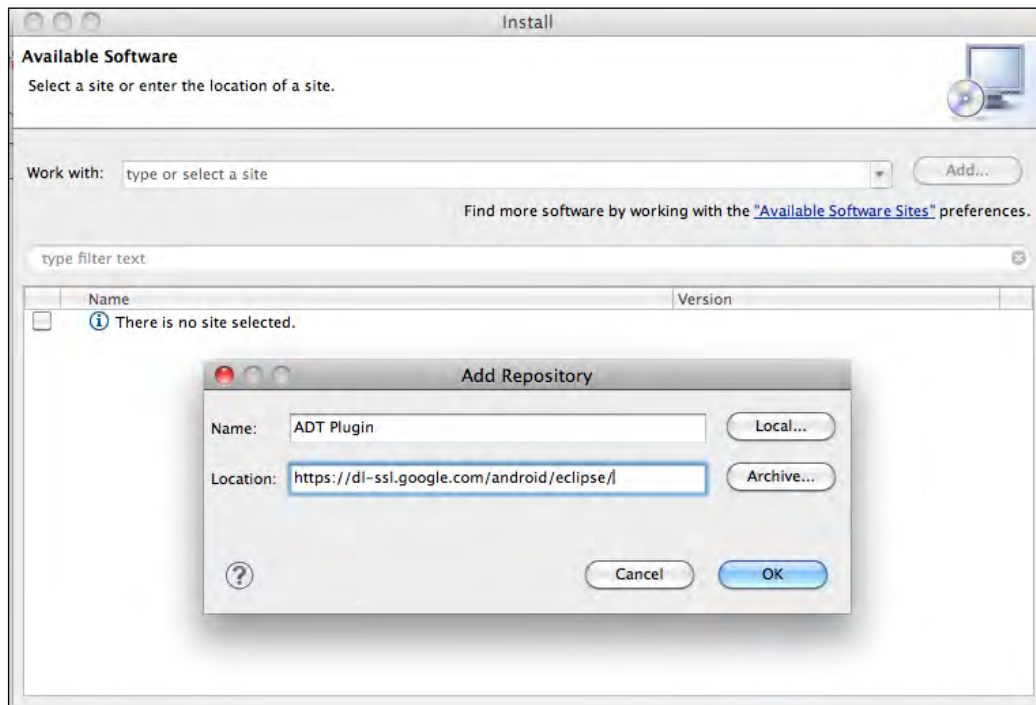 Install
Available Software
Select a site or enter the location of a site.
Work with: type or select a site Add...
Find more software by working with the "Available Software Sites" preferences.
type filter text
Name Version
There is no site selected.
Add Repository
Name: ADT Plugin Local...
Location: https://dl-ssl.google.com/android/eclipse/ Archive...
? Cancel OK